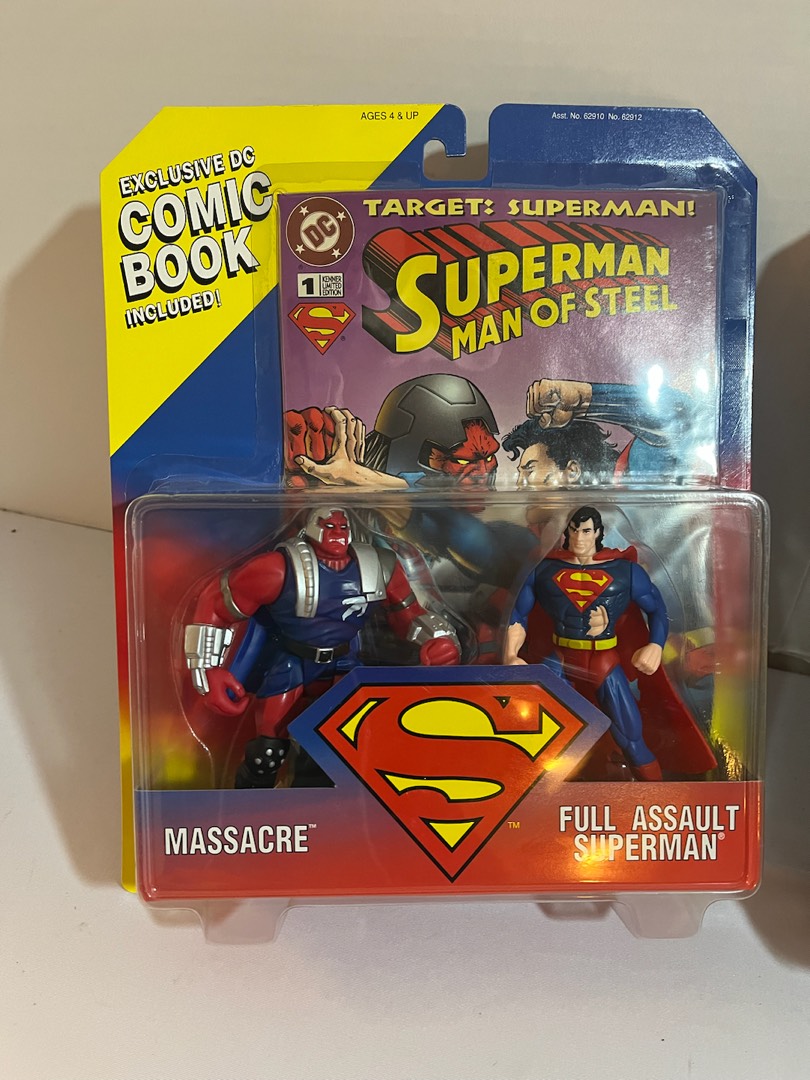 AGES 4 & UP
Asst. No. 62910 No. 62912
EXCLUSIVE DC
COMIC
BOOK
INCLUDED!
TARGET: SUPERMAN!
DC
SUPERMAN
MAN OF STEEL
1
KENNER
LIMITED
EDITION
S
®
S
S
™
MASSACRE™
FULL ASSAULT
SUPERMAN®